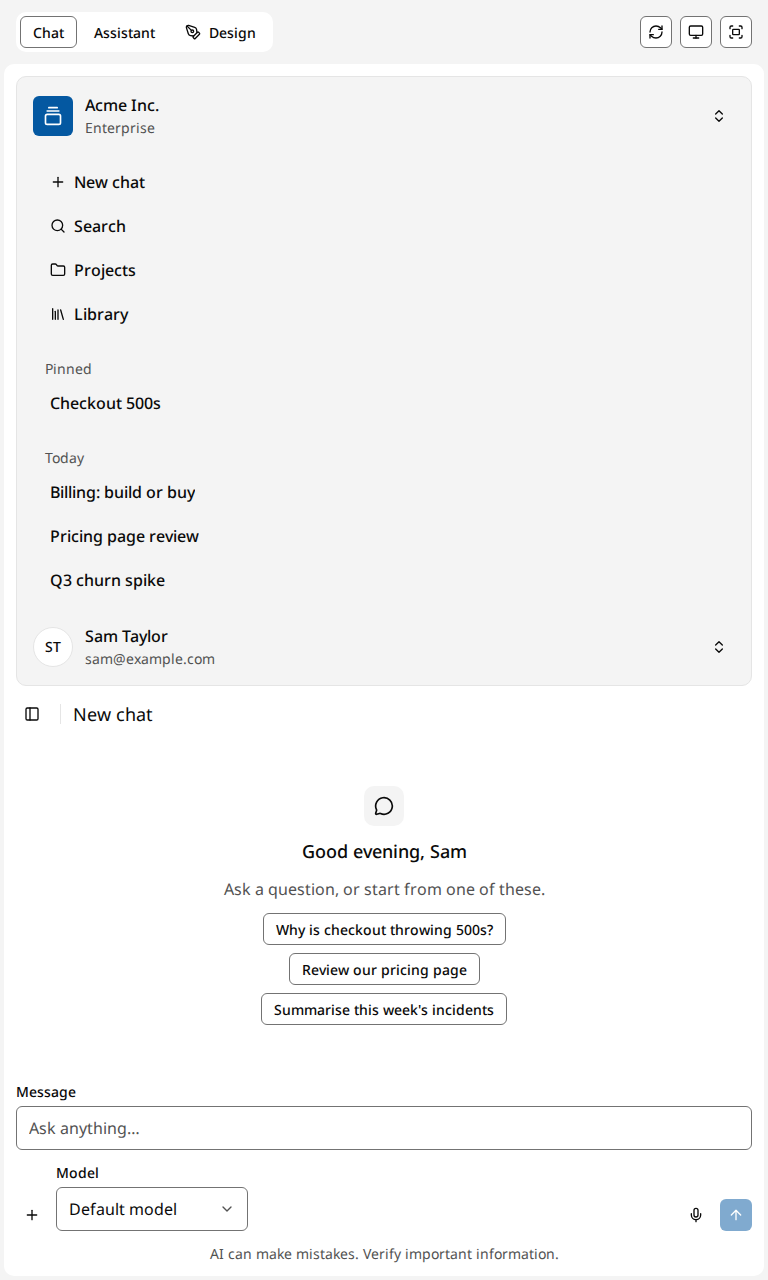 Chat
Assistant
Design
Acme Inc.
Enterprise
New chat
Search
Projects
Library
Pinned
Checkout 500s
Today
Billing: build or buy
Pricing page review
Q3 churn spike
ST
Sam Taylor
sam@example.com
New chat
Good evening, Sam
Ask a question, or start from one of these.
Why is checkout throwing 500s?
Review our pricing page
Summarise this week's incidents
Message
Ask anything...
Model
Default model
AI can make mistakes. Verify important information.